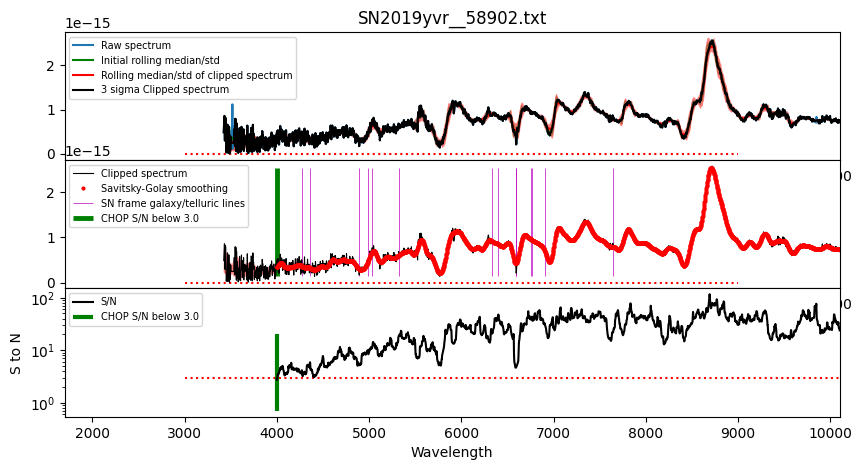 SN2019yvr__58902.txt
1e−15
Raw spectrum
Initial rolling median/std
Rolling median/std of clipped spectrum
3 sigma Clipped spectrum
2
1
0
1e−15
Clipped spectrum
Savitsky-Golay smoothing
SN frame galaxy/telluric lines
CHOP S/N below 3.0
2
1
0
S/N
CHOP S/N below 3.0
10²
10¹
10⁰
S to N
2000 3000 4000 5000 6000 7000 8000 9000 10000
Wavelength